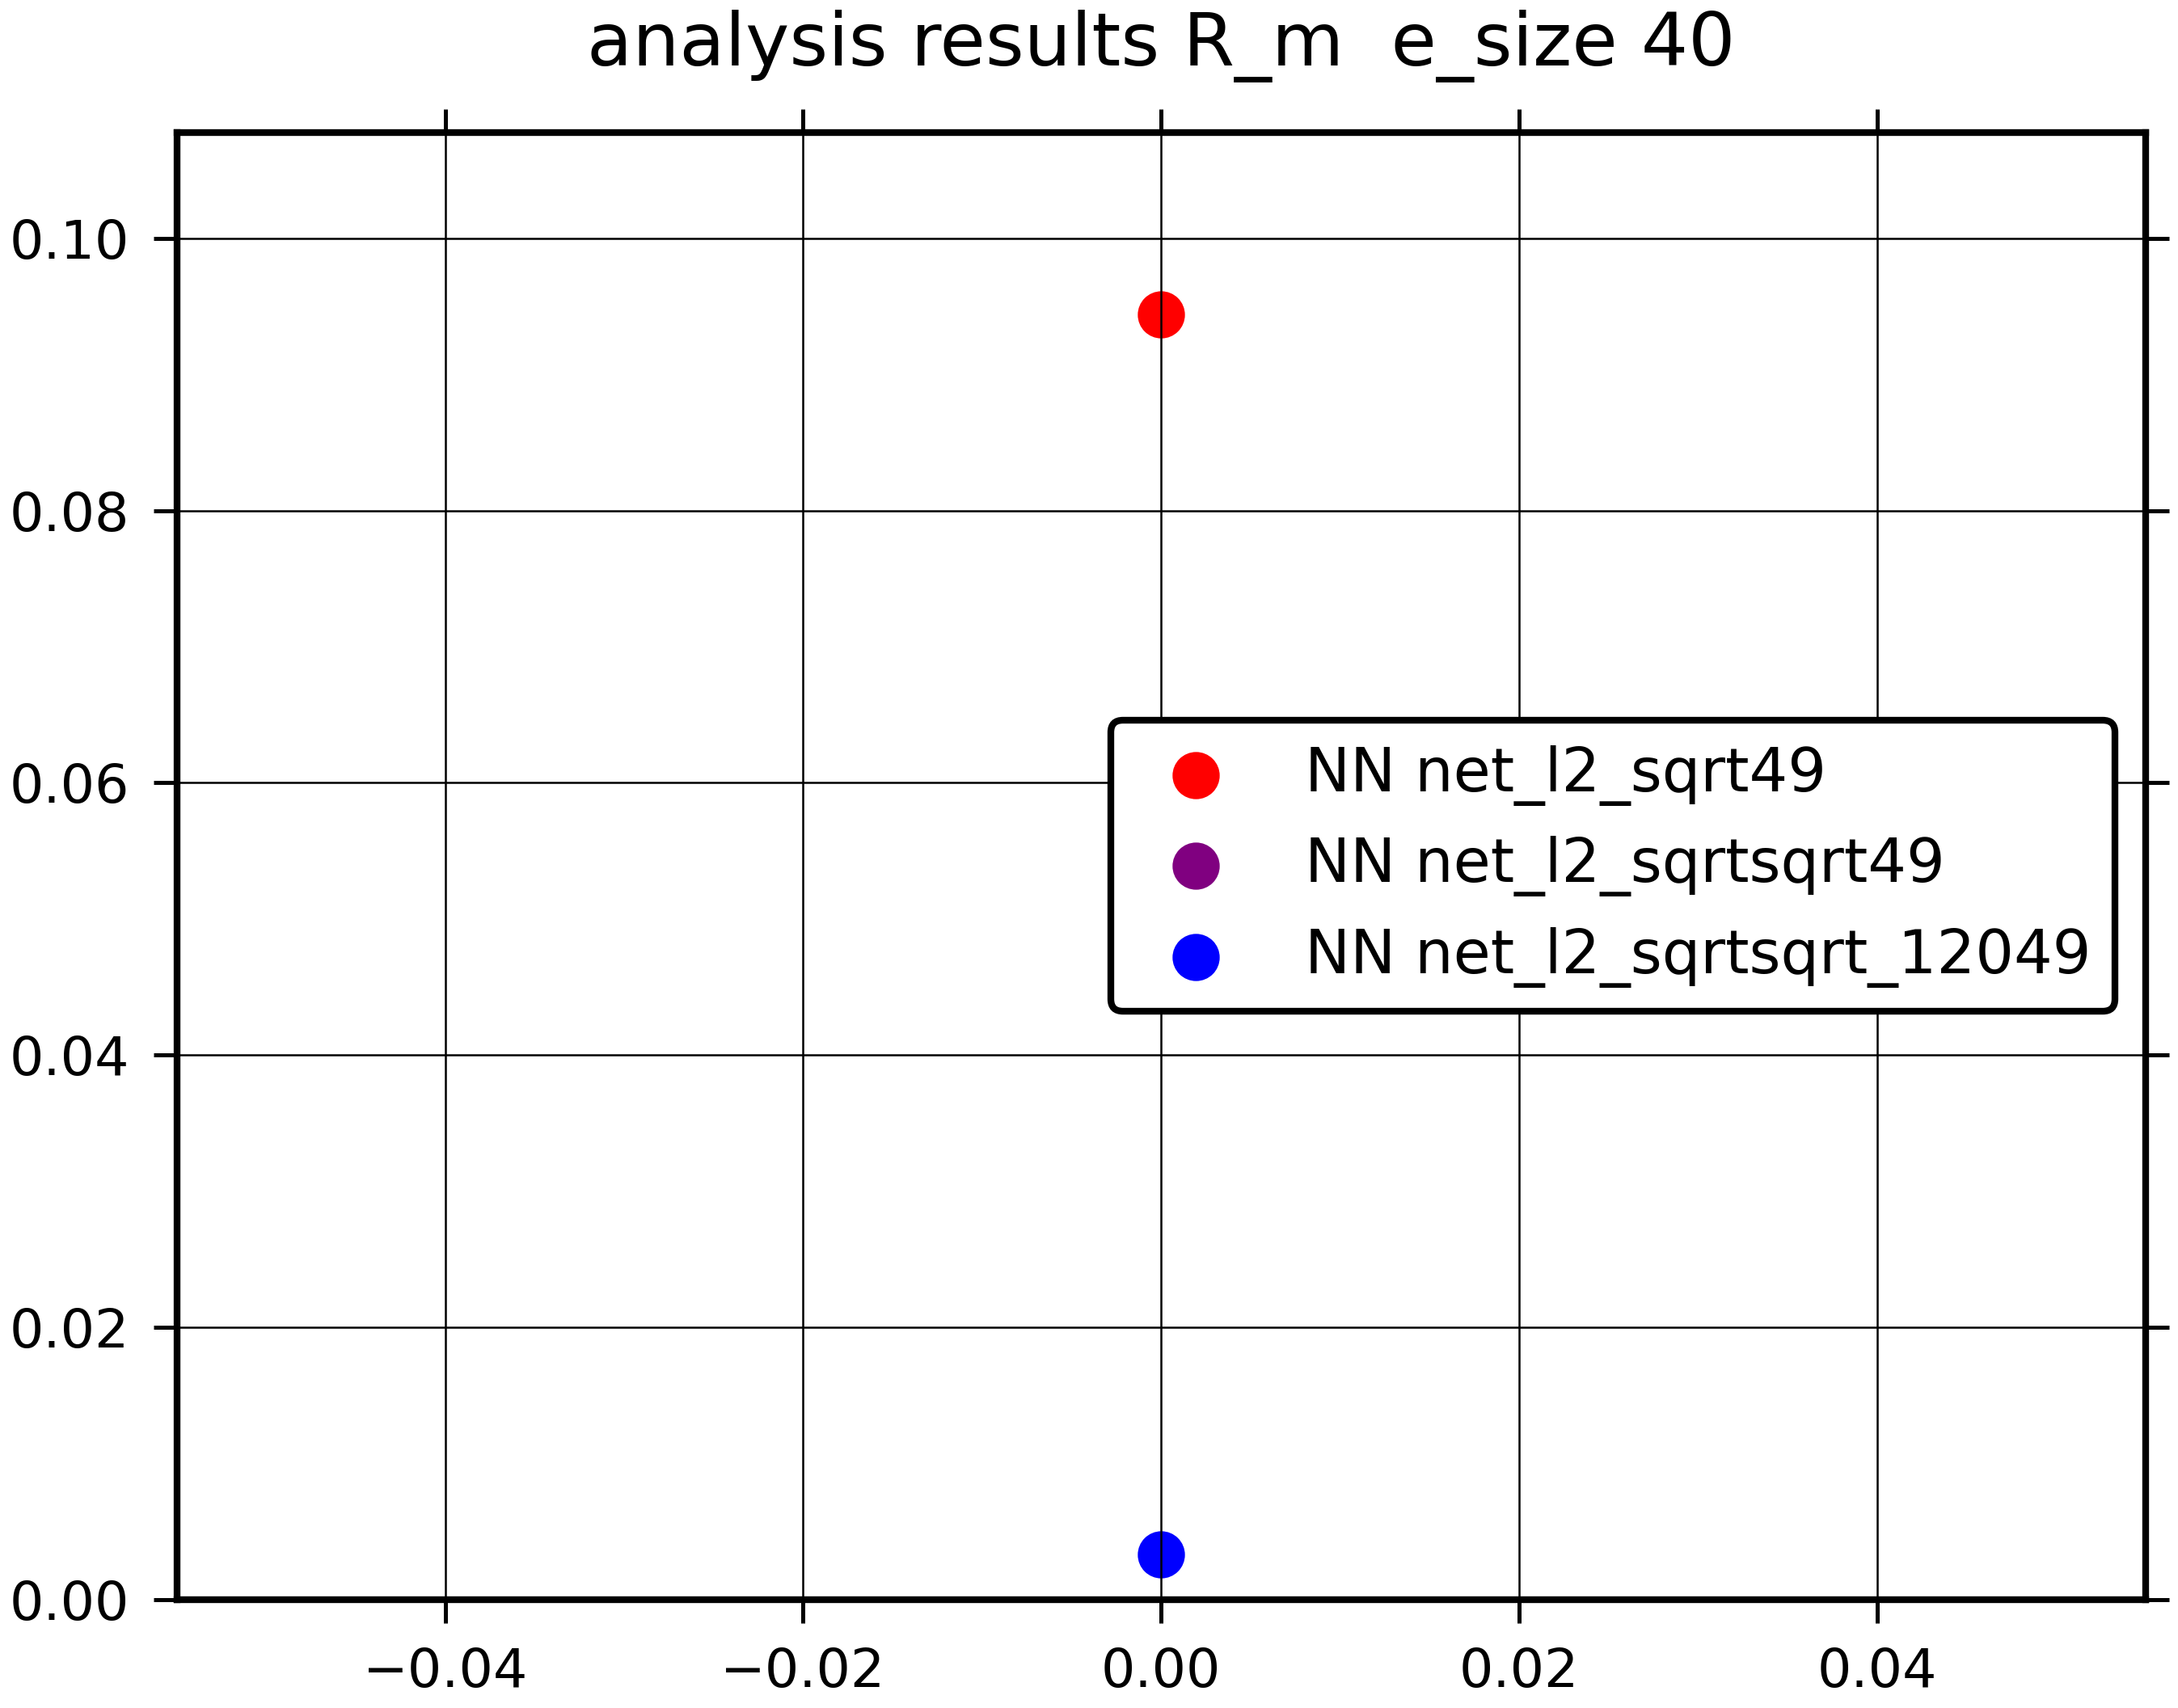 analysis results R_m  e_size 40
0.10
0.08
0.06
0.04
0.02
0.00
NN net_l2_sqrt49
NN net_l2_sqrtsqrt49
NN net_l2_sqrtsqrt_12049
−0.04 −0.02 0.00 0.02 0.04